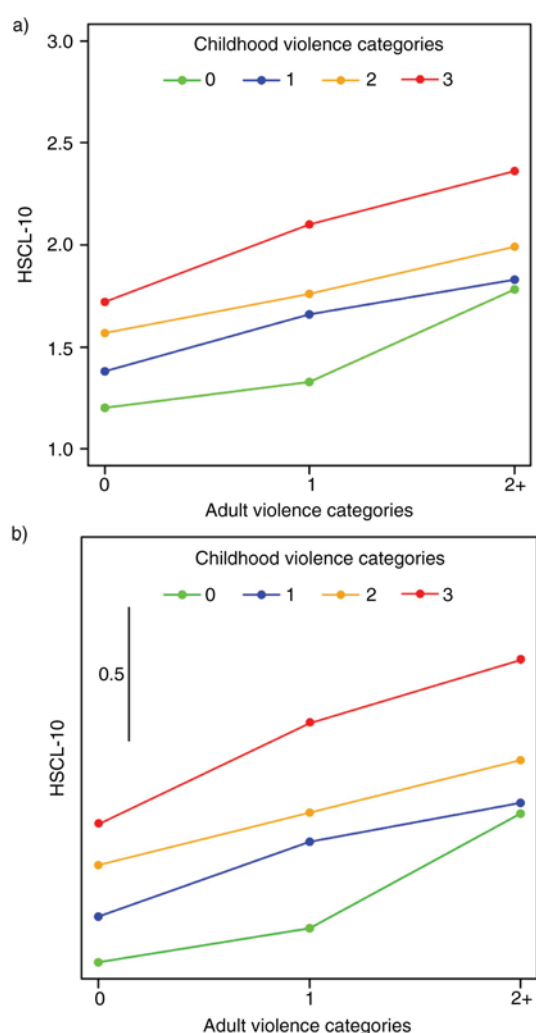 a)
Childhood violence categories
0 1 2 3
3.0
2.5
2.0
1.5
1.0
HSCL-10
0 1 2+
Adult violence categories
b)
Childhood violence categories
0 1 2 3
0.5
HSCL-10
0 1 2+
Adult violence categories